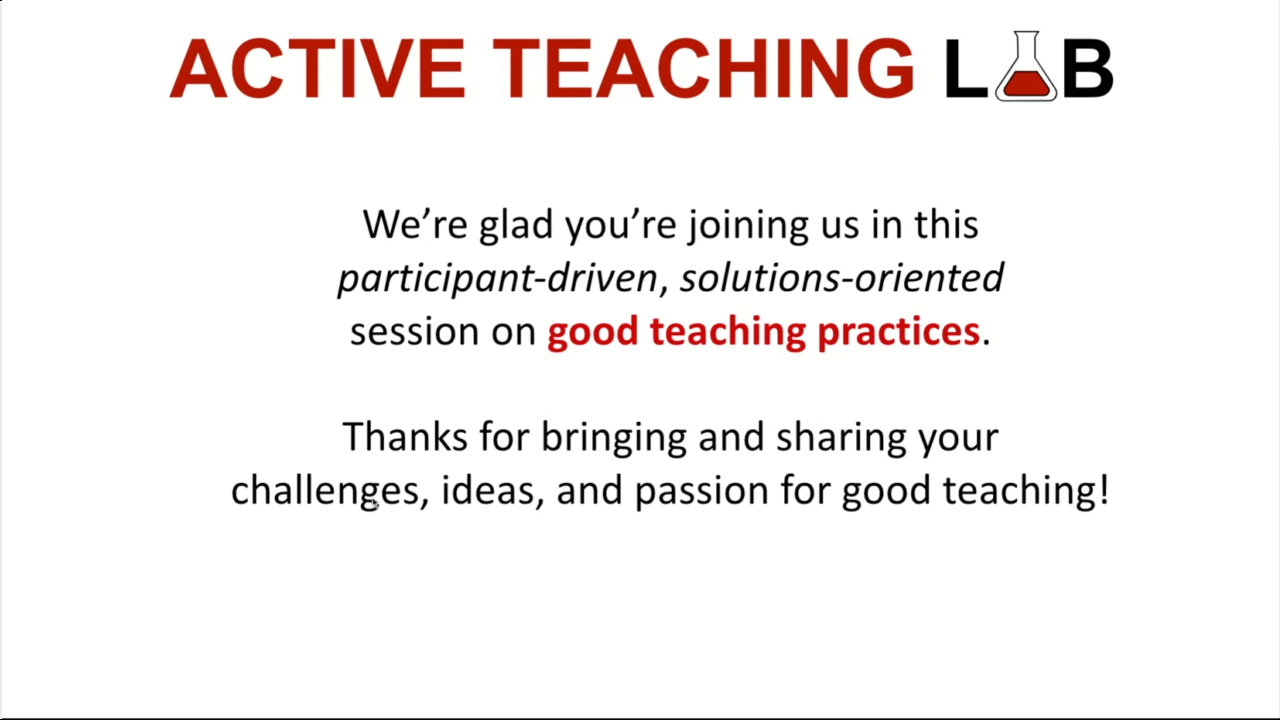 ACTIVE TEACHING LAB
We’re glad you’re joining us in this
participant-driven, solutions-oriented
session on good teaching practices.
Thanks for bringing and sharing your
challenges, ideas, and passion for good teaching!